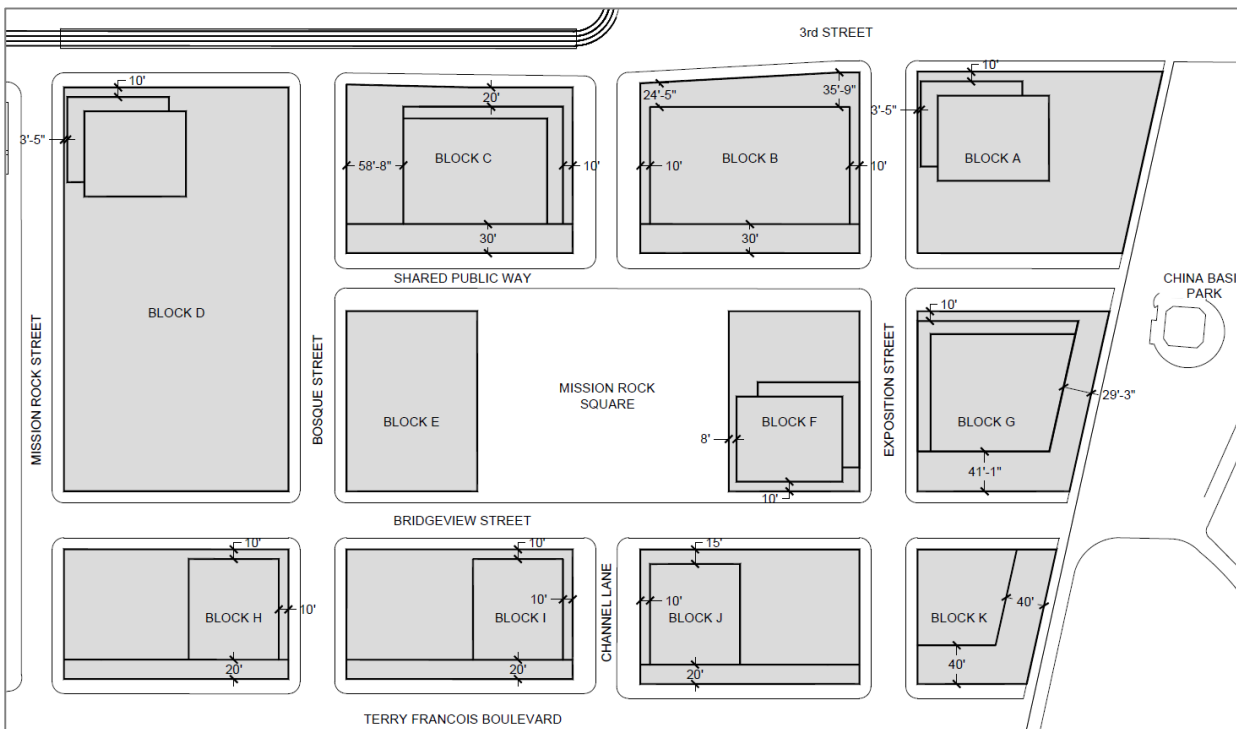 3rd STREET
10'
20'
24'-5"
35'-9"
10'
3'-5"
3'-5"
58'-8"
BLOCK C
10'
10'
BLOCK B
10'
BLOCK A
30'
30'
SHARED PUBLIC WAY
CHINA BASI
PARK
BLOCK D
MISSION ROCK STREET
BOSQUE STREET
MISSION ROCK
SQUARE
EXPOSITION STREET
10'
29'-3"
BLOCK E
8'
BLOCK F
BLOCK G
41'-1"
10'
BRIDGEVIEW STREET
10'
10'
15'
10'
10'
10'
40'
BLOCK H
BLOCK I
CHANNEL LANE
BLOCK J
BLOCK K
20'
20'
20'
40'
TERRY FRANCOIS BOULEVARD